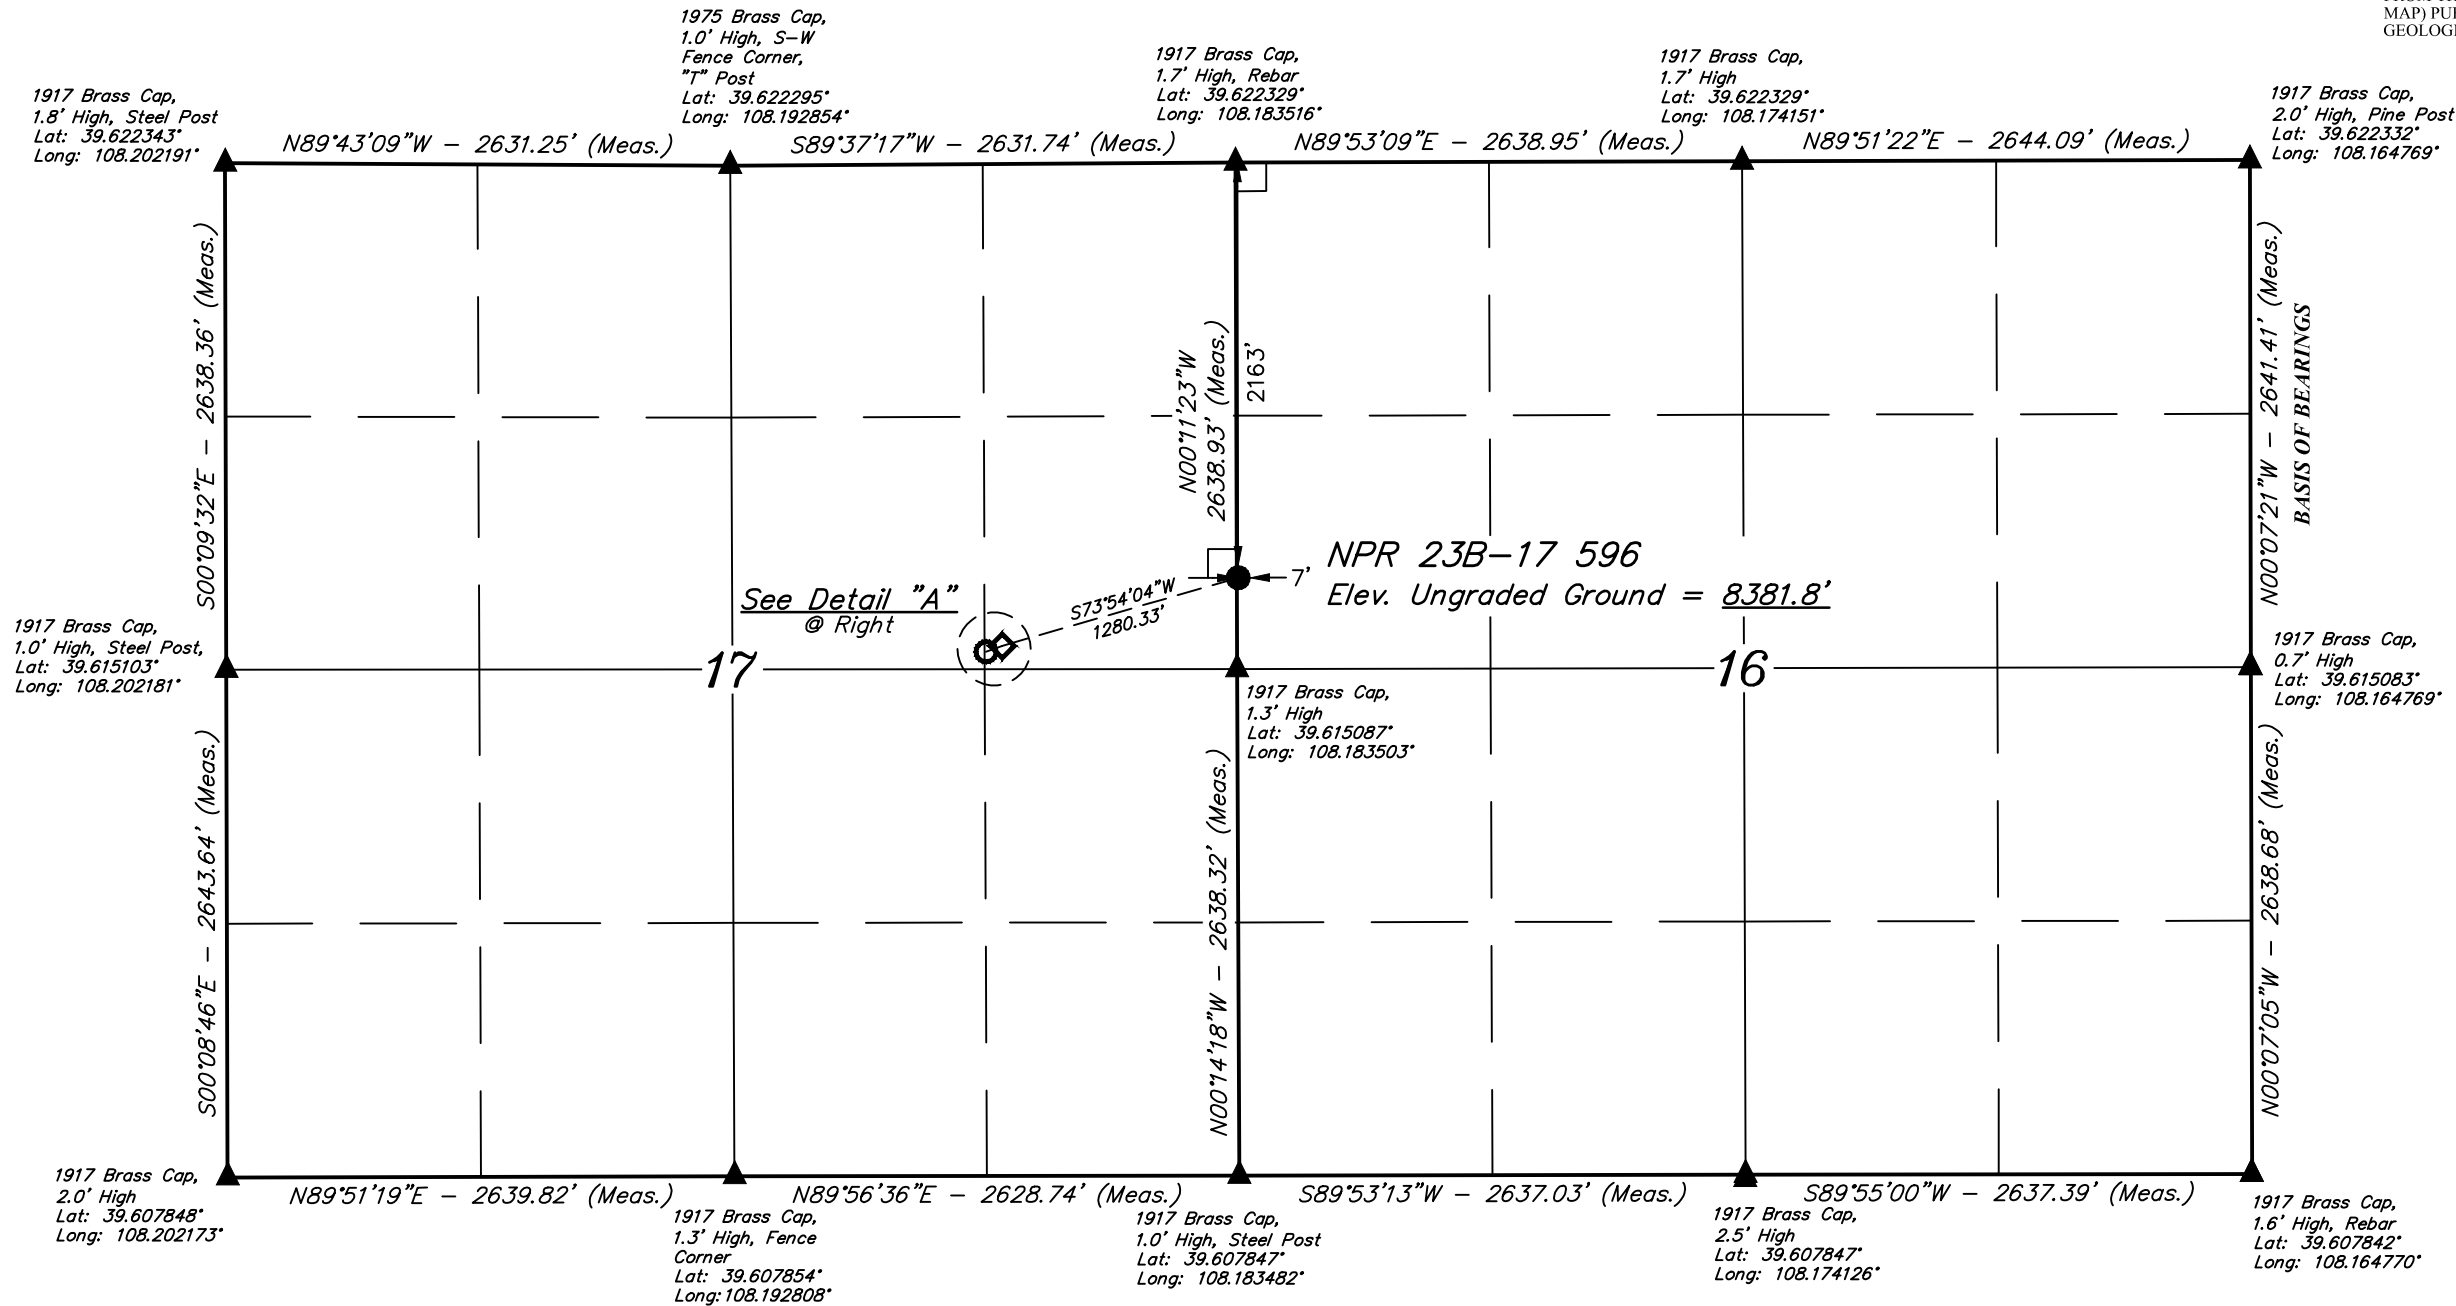 MAP)
1975 Brass Cap,
1.0' High, S-W
Fence Corner,
"T" Post
Lat: 39.622295°
Long: 108.192854°
1917 Brass Cap,
1.7' High, Rebar
Lat: 39.622329°
Long: 108.183516°
1917 Brass Cap,
1.7' High
Lat: 39.622329°
Long: 108.174151°
1917 Brass Cap,
1.8' High, Steel Post
Lat: 39.622343°
Long: 108.202191°
1917 Brass Cap,
2.0' High, Pine Post
Lat: 39.622332°
Long: 108.164769°
N89°43'09"W - 2631.25' (Meas.)
S89°37'17"W - 2631.74' (Meas.)
N89°53'09"E - 2638.95' (Meas.)
N89°51'22"E - 2644.09' (Meas.)
S00°09'32"E - 2638.36' (Meas.)
N00°11'23"W
2638.93' (Meas.)
2163'
N00°07'21"W - 2641.41' (Meas.)
BASIS OF BEARINGS
NPR 23B-17 596
Elev. Ungraded Ground = 8381.8'
7'
See Detail "A"
@ Right
S73°54'04"W
1280.33'
1917 Brass Cap,
1.0' High, Steel Post,
Lat: 39.615103°
Long: 108.202181°
17
16
1917 Brass Cap,
1.3' High
Lat: 39.615087°
Long: 108.183503°
1917 Brass Cap,
0.7' High
Lat: 39.615083°
Long: 108.164769°
S00°08'46"E - 2643.64' (Meas.)
N00°14'18"W - 2638.32' (Meas.)
N00°07'05"W - 2638.68' (Meas.)
N89°51'19"E - 2639.82' (Meas.)
N89°56'36"E - 2628.74' (Meas.)
S89°53'13"W - 2637.03' (Meas.)
S89°55'00"W - 2637.39' (Meas.)
1917 Brass Cap,
2.0' High
Lat: 39.607848°
Long: 108.202173°
1917 Brass Cap,
1.3' High, Fence
Corner
Lat: 39.607854°
Long:108.192808°
1917 Brass Cap,
1.0' High, Steel Post
Lat: 39.607847°
Long: 108.183482°
1917 Brass Cap,
2.5' High
Lat: 39.607847°
Long: 108.174126°
1917 Brass Cap,
1.6' High, Rebar
Lat: 39.607842°
Long: 108.164770°